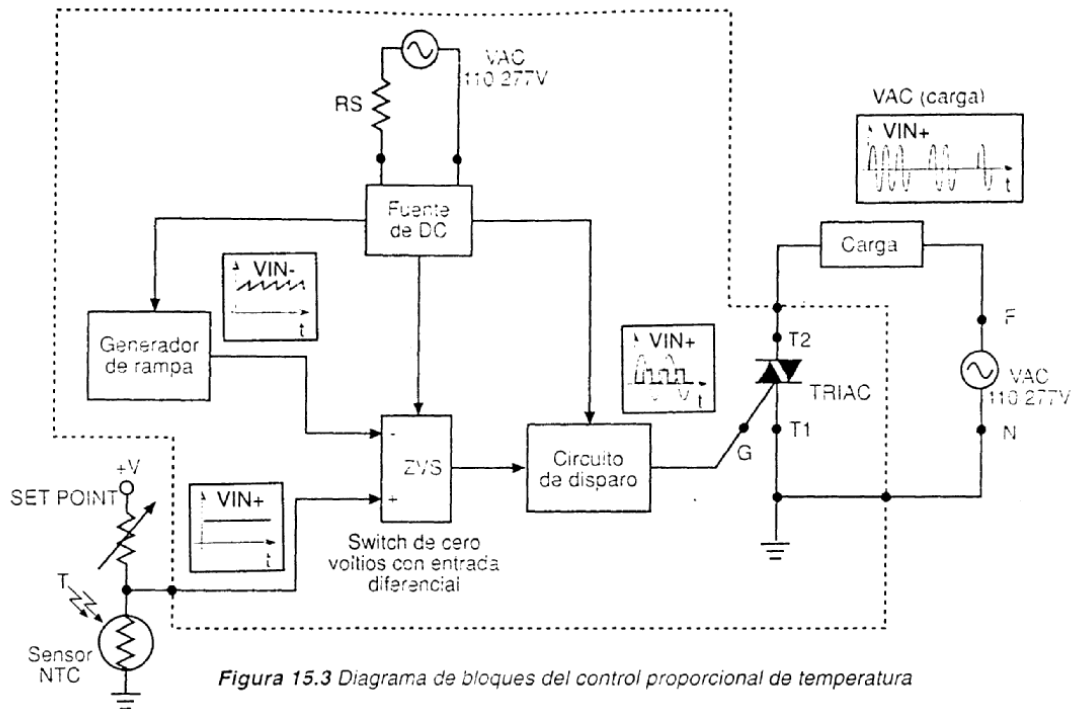 VAC
110 277V
RS
VAC (carga)
VIN+
t
Fuente
de DC
Carga
VIN-
t
Generador
de rampa
VIN+
t
T2
TRIAC
T1
G
F
VAC
110 277V
N
-
ZVS
+
Circuito
de disparo
+V
SET POINT
VIN+
t
Switch de cero
voltios con entrada
diferencial
T
Sensor
NTC
Figura 15.3 Diagrama de bloques del control proporcional de temperatura